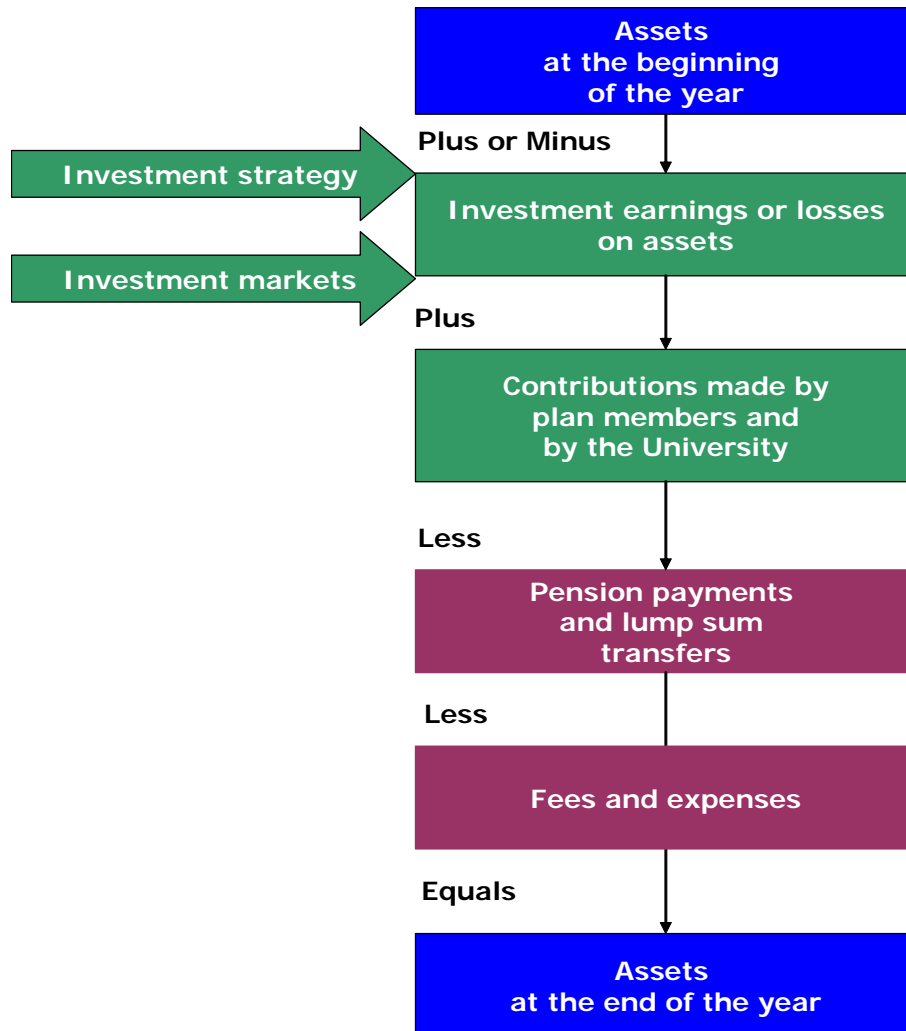 Assets
at the beginning
of the year
Plus or Minus
Investment strategy
Investment earnings or losses
on assets
Investment markets
Plus
Contributions made by
plan members and
by the University
Less
Pension payments
and lump sum
transfers
Less
Fees and expenses
Equals
Assets
at the end of the year